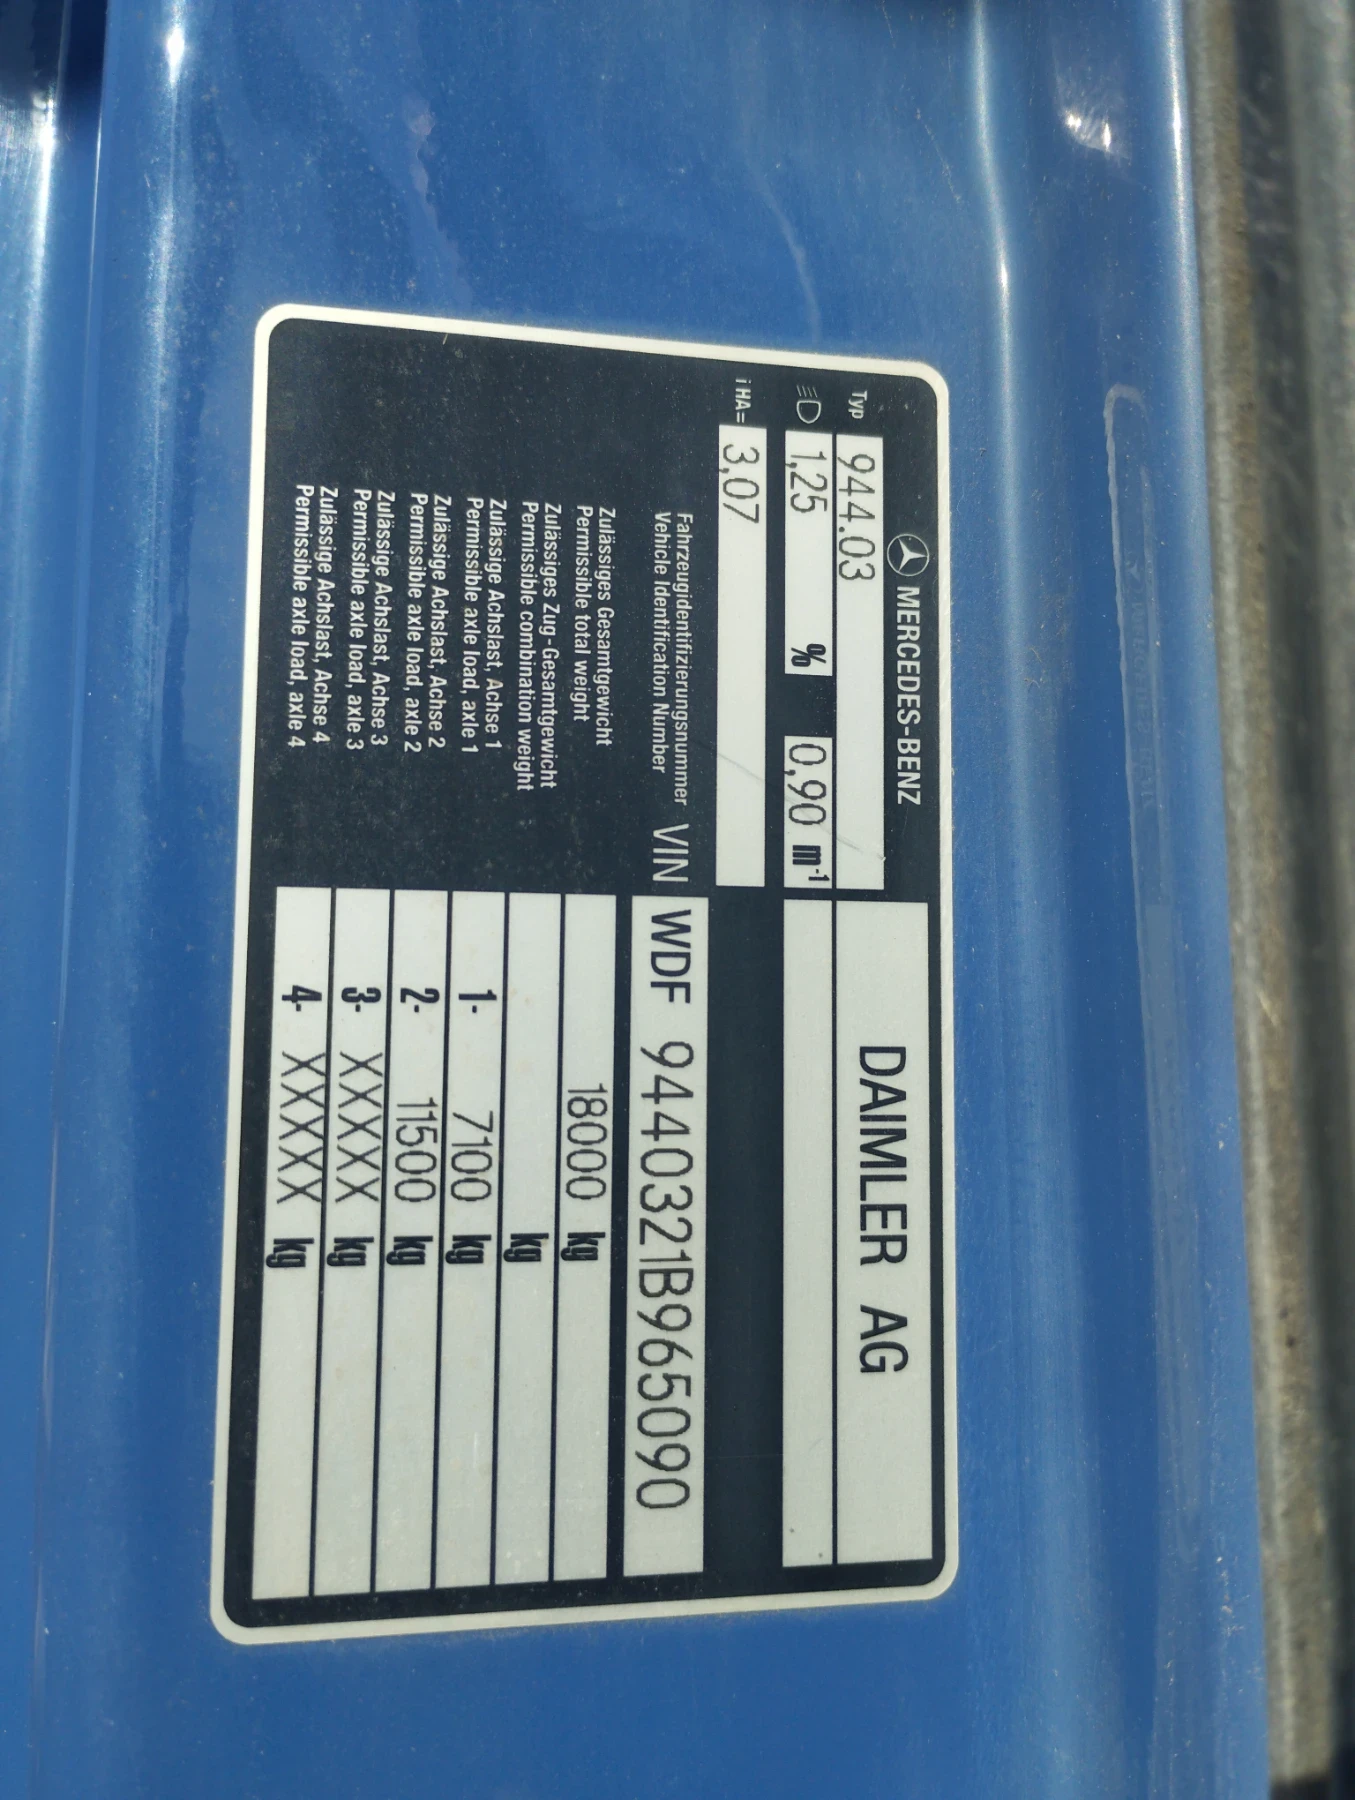 MERCEDES-BENZ
Typ 944.03 DAIMLER AG
1,25 % 0,90 m-1
iHA= 3,07
Fahrzeugidentifizierungsnummer
Vehicle Identification Number VIN WDF 9440321B965090
Zulässiges Gesamtgewicht
Permissible total weight 18000 kg
Zulässiges Zug-Gesamtgewicht
Permissible combination weight kg
Zulässige Achslast, Achse 1
Permissible axle load, axle 1 1- 7100 kg
Zulässige Achslast, Achse 2
Permissible axle load, axle 2 2- 11500 kg
Zulässige Achslast, Achse 3
Permissible axle load, axle 3 3- XXXXX kg
Zulässige Achslast, Achse 4
Permissible axle load, axle 4 4- XXXXX kg